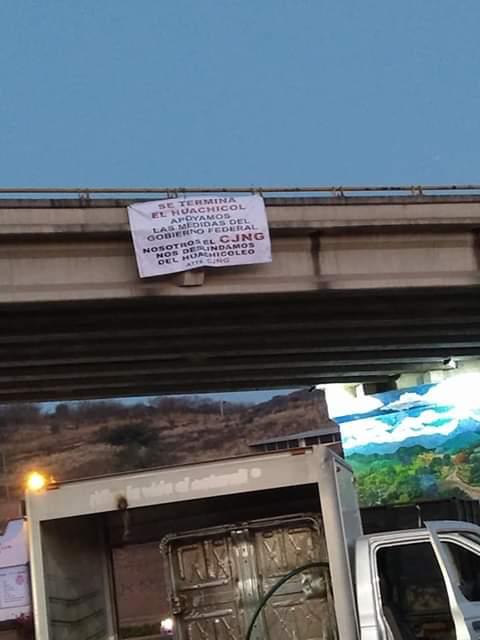 SE TERMINA
EL HUACHICOL
APOYAMOS
LAS MEDIDAS DEL
GOBIERNO FEDERAL
NOSOTROS EL CJNG
NOS DESLINDAMOS
DEL HUACHICOLEO
ATTE CJNG